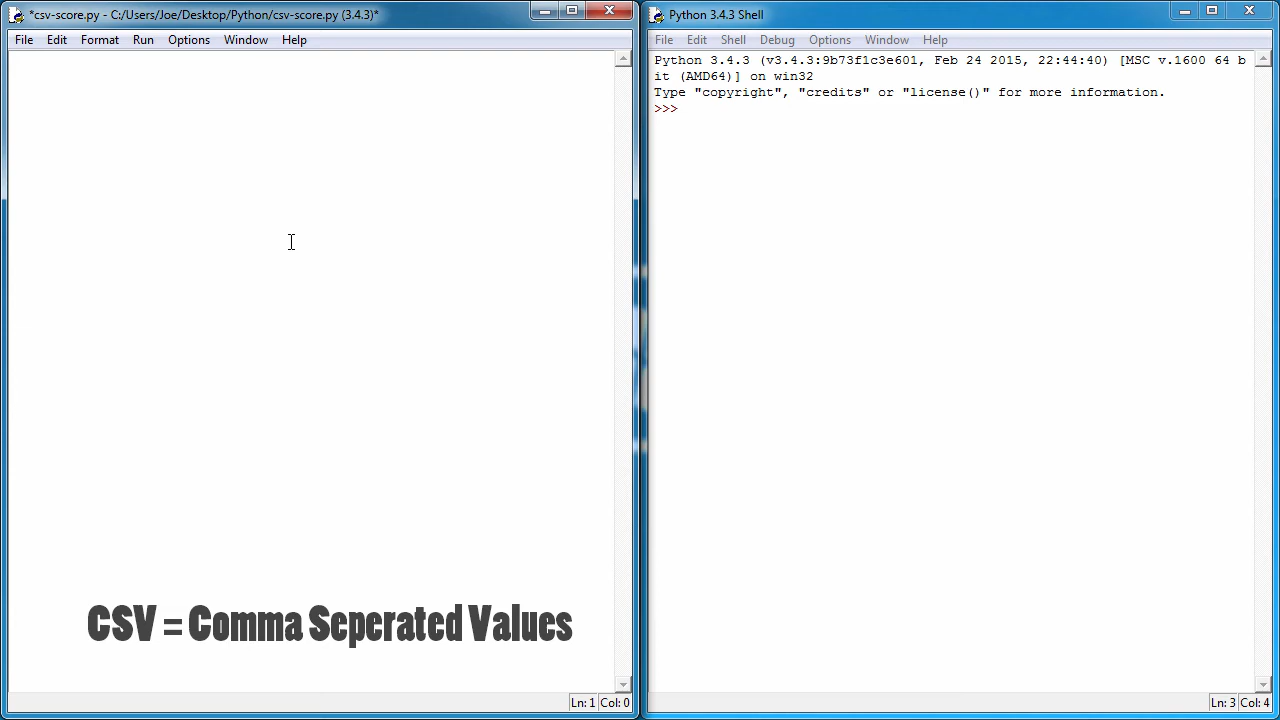 *csv-score.py - C:/Users/Joe/Desktop/Python/csv-score.py (3.4.3)*
File Edit Format Run Options Window Help
CSV = Comma Seperated Values
Ln: 1 Col: 0
Python 3.4.3 Shell
File Edit Shell Debug Options Window Help
Python 3.4.3 (v3.4.3:9b73f1c3e601, Feb 24 2015, 22:44:40) [MSC v.1600 64 b
it (AMD64)] on win32
Type "copyright", "credits" or "license()" for more information.
>>>
Ln: 3 Col: 4